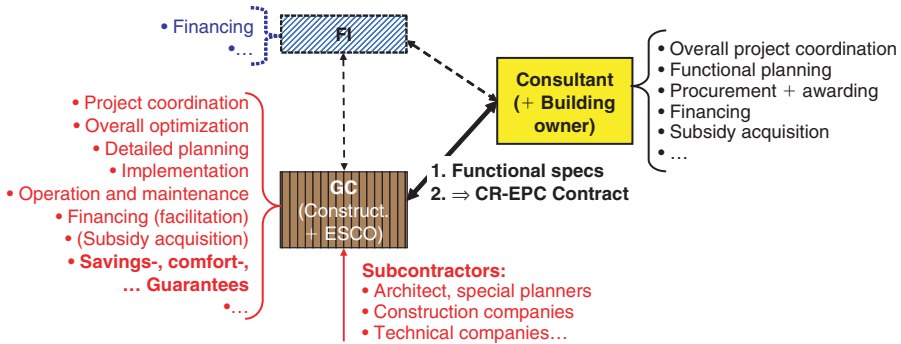 • Financing
•…
FI
Consultant
(+ Building
owner)
• Overall project coordination
• Functional planning
• Procurement + awarding
• Financing
• Subsidy acquisition
• …
• Project coordination
• Overall optimization
• Detailed planning
• Implementation
• Operation and maintenance
• Financing (facilitation)
• (Subsidy acquisition)
• Savings-, comfort-,
… Guarantees
•…
GC
(Construct.
+ ESCO)
1. Functional specs
2. ⇒ CR-EPC Contract
Subcontractors:
• Architect, special planners
• Construction companies
• Technical companies…